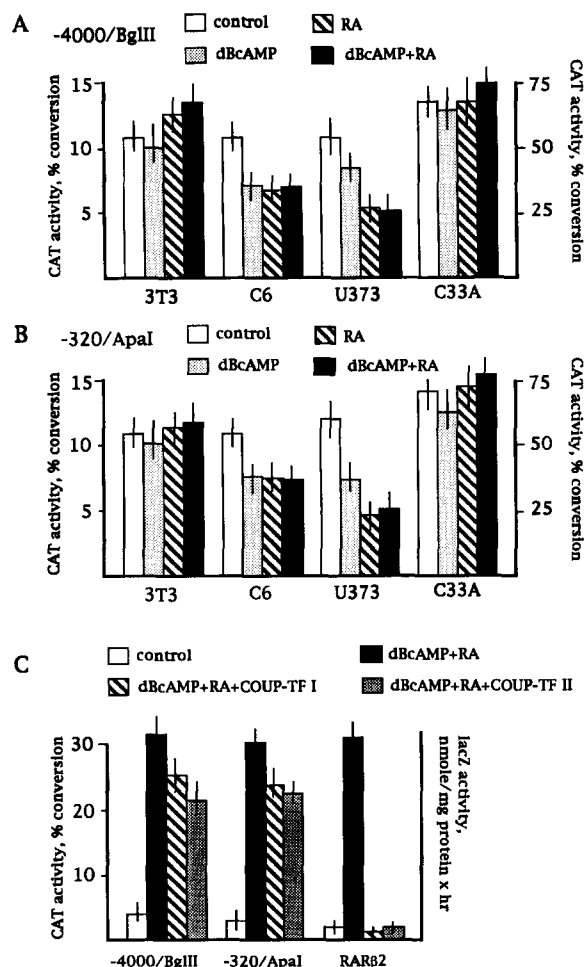 A
-4000/BglII
control
RA
dBcAMP
dBcAMP+RA
CAT activity, % conversion
15
10
5
75
50
25
CAT activity, % conversion
3T3 C6 U373 C33A
B
-320/ApaI
control
RA
dBcAMP
dBcAMP+RA
CAT activity, % conversion
15
10
5
75
50
25
CAT activity, % conversion
3T3 C6 U373 C33A
C
control
dBcAMP+RA
dBcAMP+RA+COUP-TF I
dBcAMP+RA+COUP-TF II
CAT activity, % conversion
30
20
10
lacZ activity,
nmole/mg protein x hr
-4000/BglII -320/ApaI RARβ2